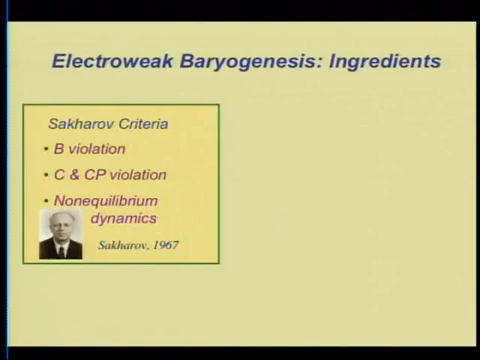 Electroweak Baryogenesis: Ingredients
Sakharov Criteria
• B violation
• C & CP violation
• Nonequilibrium
dynamics
Sakharov, 1967